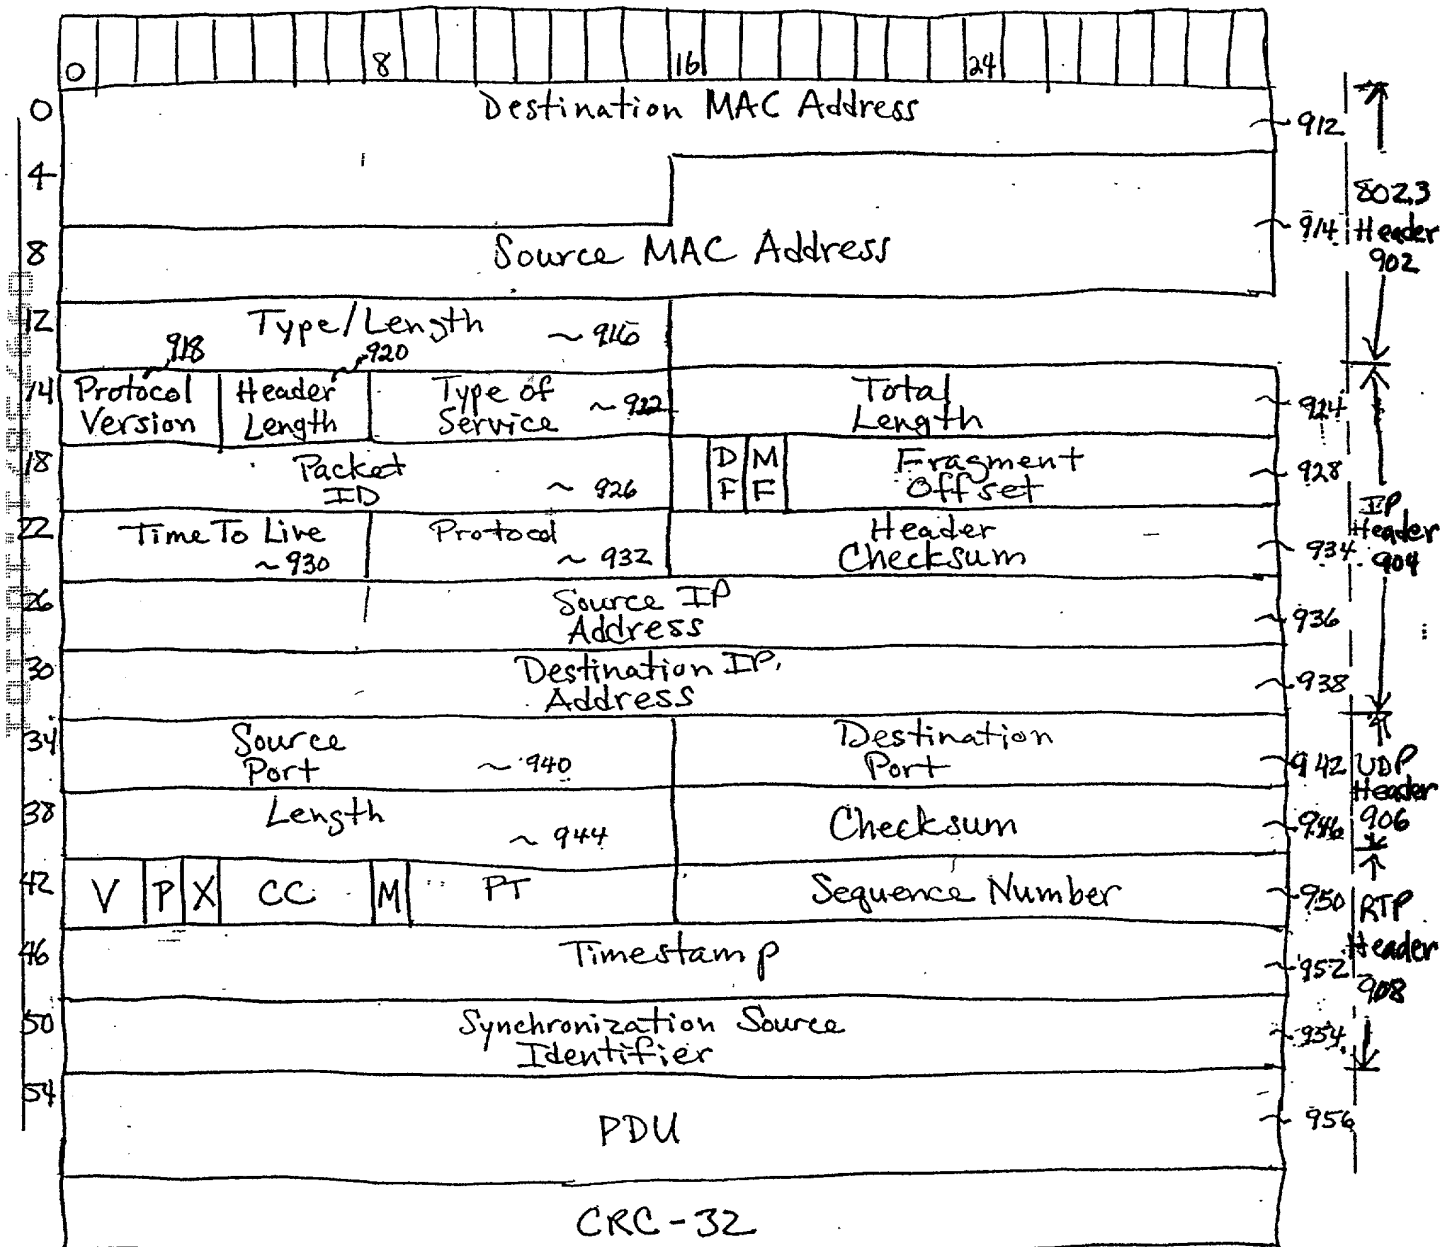 0 8 16 24
0 Destination MAC Address 912
4 802.3
Header
902
914
8 Source MAC Address
12 Type/Length ~ 916
918 920
14 Protocol Version Header Length Type of Service ~ 922 Total Length 924
18 Packet ID ~ 926 DF MF Fragment Offset 928
IP
Header
904
22 Time To Live ~ 930 Protocol ~ 932 Header Checksum 934
26 Source IP Address 936
30 Destination IP Address 938
34 Source Port ~ 940 Destination Port 942
UDP
Header
906
38 Length ~ 944 Checksum 946
42 V P X CC M PT Sequence Number 950
RTP
Header
908
46 Timestamp 952
50 Synchronization Source Identifier 954
54 PDU 956
CRC-32